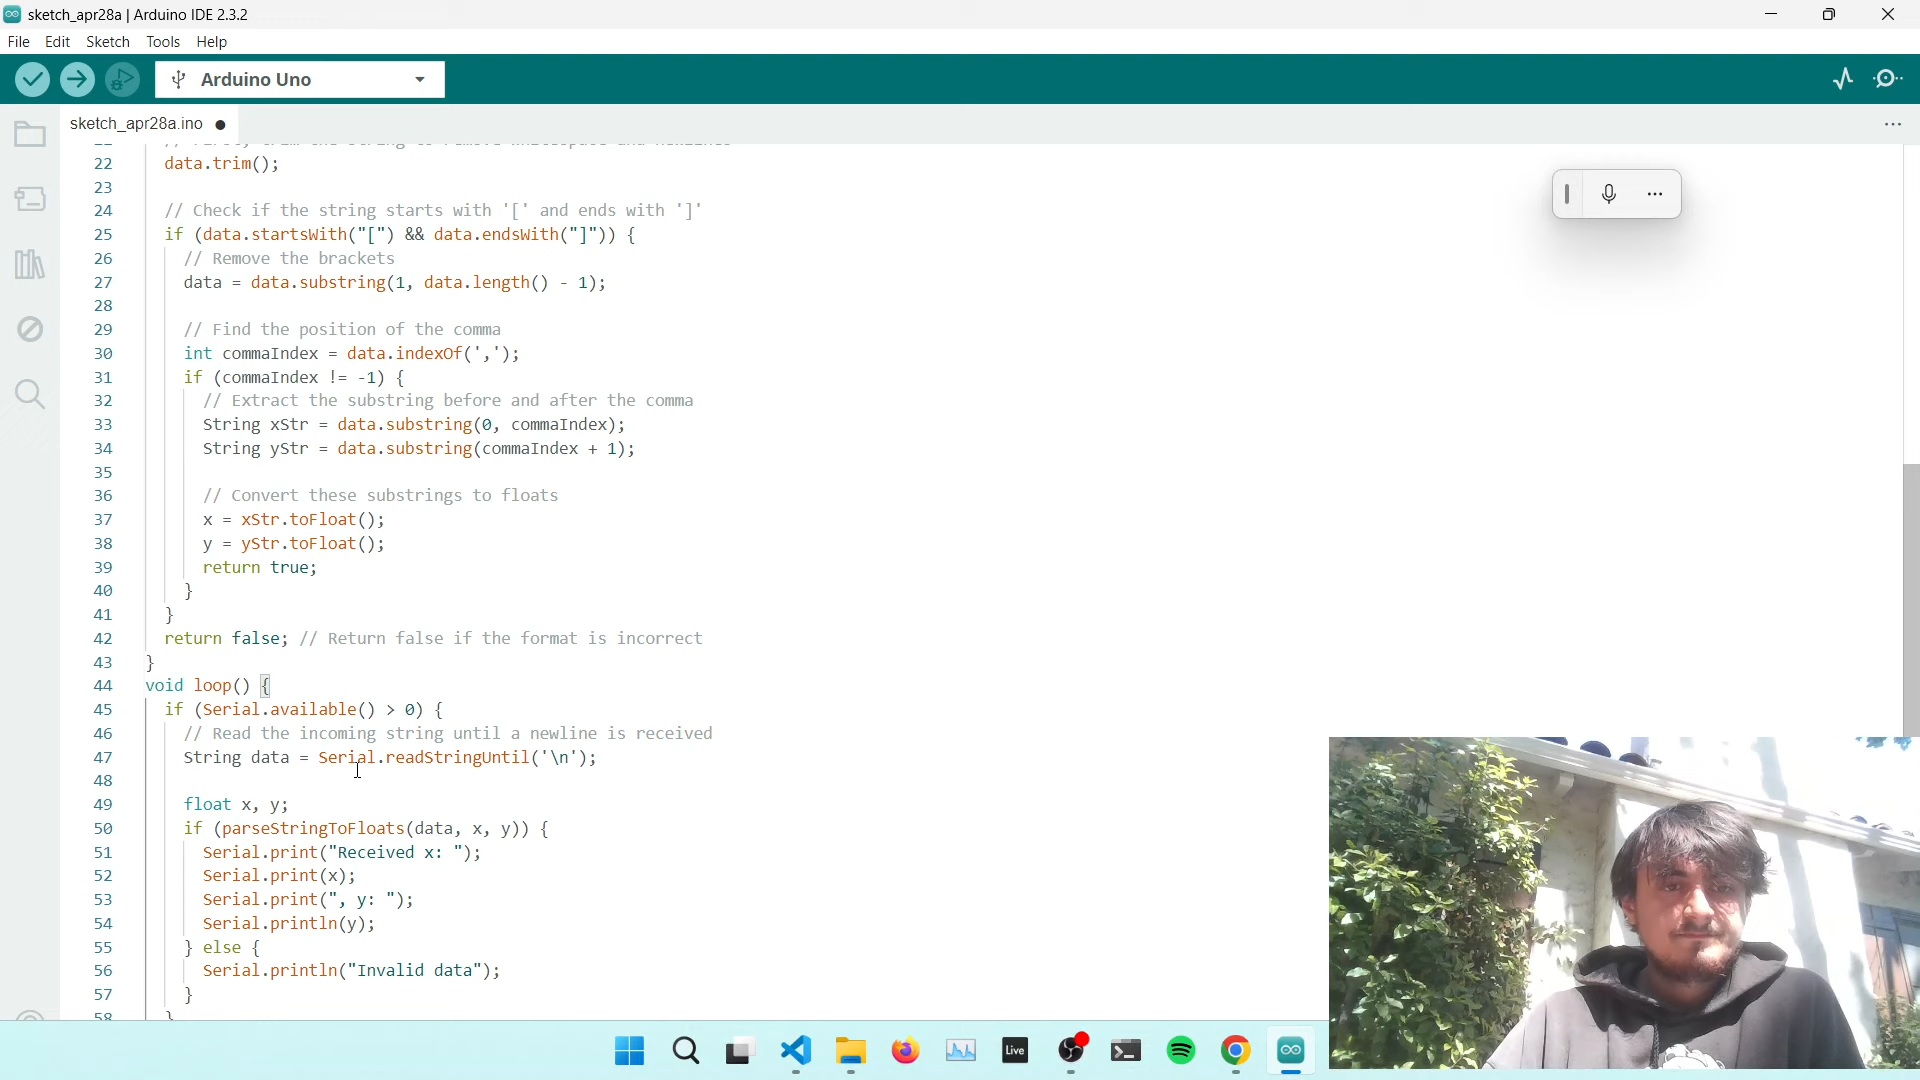 sketch_apr28a | Arduino IDE 2.3.2
File Edit Sketch Tools Help
Arduino Uno
sketch_apr28a.ino
22 data.trim();
23
24 // Check if the string starts with '[' and ends with ']'
25 if (data.startsWith("[") && data.endsWith("]")) {
26 // Remove the brackets
27 data = data.substring(1, data.length() - 1);
28
29 // Find the position of the comma
30 int commaIndex = data.indexOf(',');
31 if (commaIndex != -1) {
32 // Extract the substring before and after the comma
33 String xStr = data.substring(0, commaIndex);
34 String yStr = data.substring(commaIndex + 1);
35
36 // Convert these substrings to floats
37 x = xStr.toFloat();
38 y = yStr.toFloat();
39 return true;
40 }
41 }
42 return false; // Return false if the format is incorrect
43 }
44 void loop() {
45 if (Serial.available() > 0) {
46 // Read the incoming string until a newline is received
47 String data = Serial.readStringUntil('\n');
48
49 float x, y;
50 if (parseStringToFloats(data, x, y)) {
51 Serial.print("Received x: ");
52 Serial.print(x);
53 Serial.print(", y: ");
54 Serial.println(y);
55 } else {
56 Serial.println("Invalid data");
57 }
58 }
Live